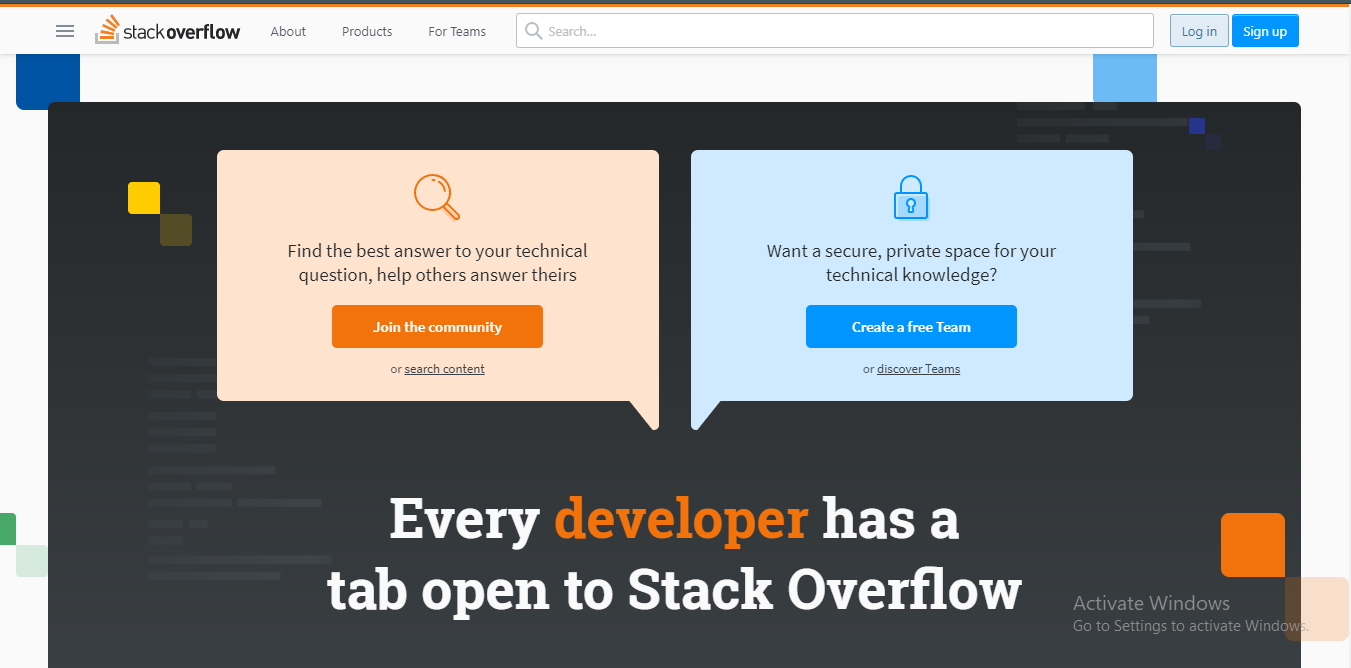 stackoverflow About Products For Teams Search... Log in Sign up
Find the best answer to your technical
question, help others answer theirs
Join the community
or search content
Want a secure, private space for your
technical knowledge?
Create a free Team
or discover Teams
Every developer has a
tab open to Stack Overflow
Activate Windows
Go to Settings to activate Windows.